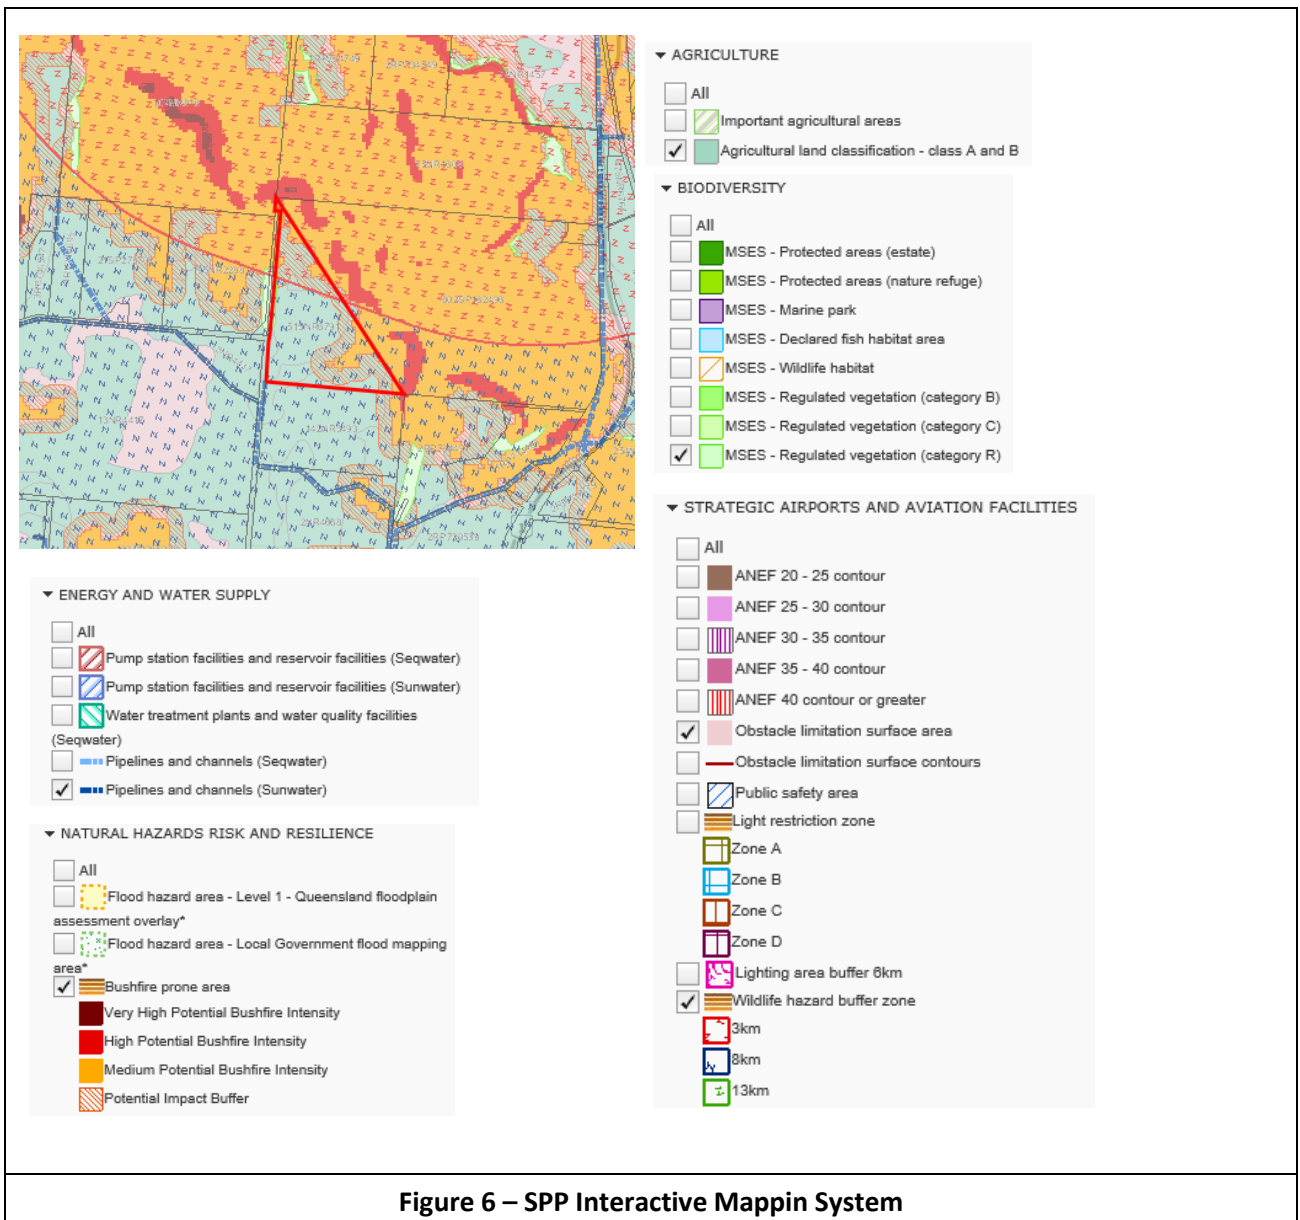 AGRICULTURE
All
Important agricultural areas
Agricultural land classification - class A and B
BIODIVERSITY
All
MSES - Protected areas (estate)
MSES - Protected areas (nature refuge)
MSES - Marine park
MSES - Declared fish habitat area
MSES - Wildlife habitat
MSES - Regulated vegetation (category B)
MSES - Regulated vegetation (category C)
MSES - Regulated vegetation (category R)
STRATEGIC AIRPORTS AND AVIATION FACILITIES
All
ANEF 20 - 25 contour
ANEF 25 - 30 contour
ANEF 30 - 35 contour
ANEF 35 - 40 contour
ANEF 40 contour or greater
Obstacle limitation surface area
Obstacle limitation surface contours
Public safety area
Light restriction zone
Zone A
Zone B
Zone C
Zone D
Lighting area buffer 6km
Wildlife hazard buffer zone
3km
8km
13km
ENERGY AND WATER SUPPLY
All
Pump station facilities and reservoir facilities (Seqwater)
Pump station facilities and reservoir facilities (Sunwater)
Water treatment plants and water quality facilities
(Seqwater)
Pipelines and channels (Seqwater)
Pipelines and channels (Sunwater)
NATURAL HAZARDS RISK AND RESILIENCE
All
Flood hazard area - Level 1 - Queensland floodplain
assessment overlay*
Flood hazard area - Local Government flood mapping
area*
Bushfire prone area
Very High Potential Bushfire Intensity
High Potential Bushfire Intensity
Medium Potential Bushfire Intensity
Potential Impact Buffer
Figure 6 – SPP Interactive Mappin System